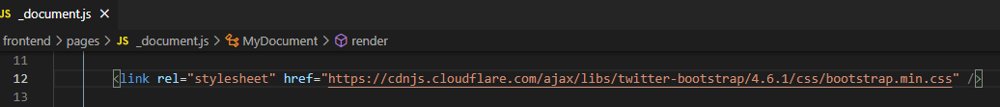 JS _document.js ×
frontend > pages > JS _document.js > MyDocument > render
11
12 <link rel="stylesheet" href="https://cdnjs.cloudflare.com/ajax/libs/twitter-bootstrap/4.6.1/css/bootstrap.min.css" />
13